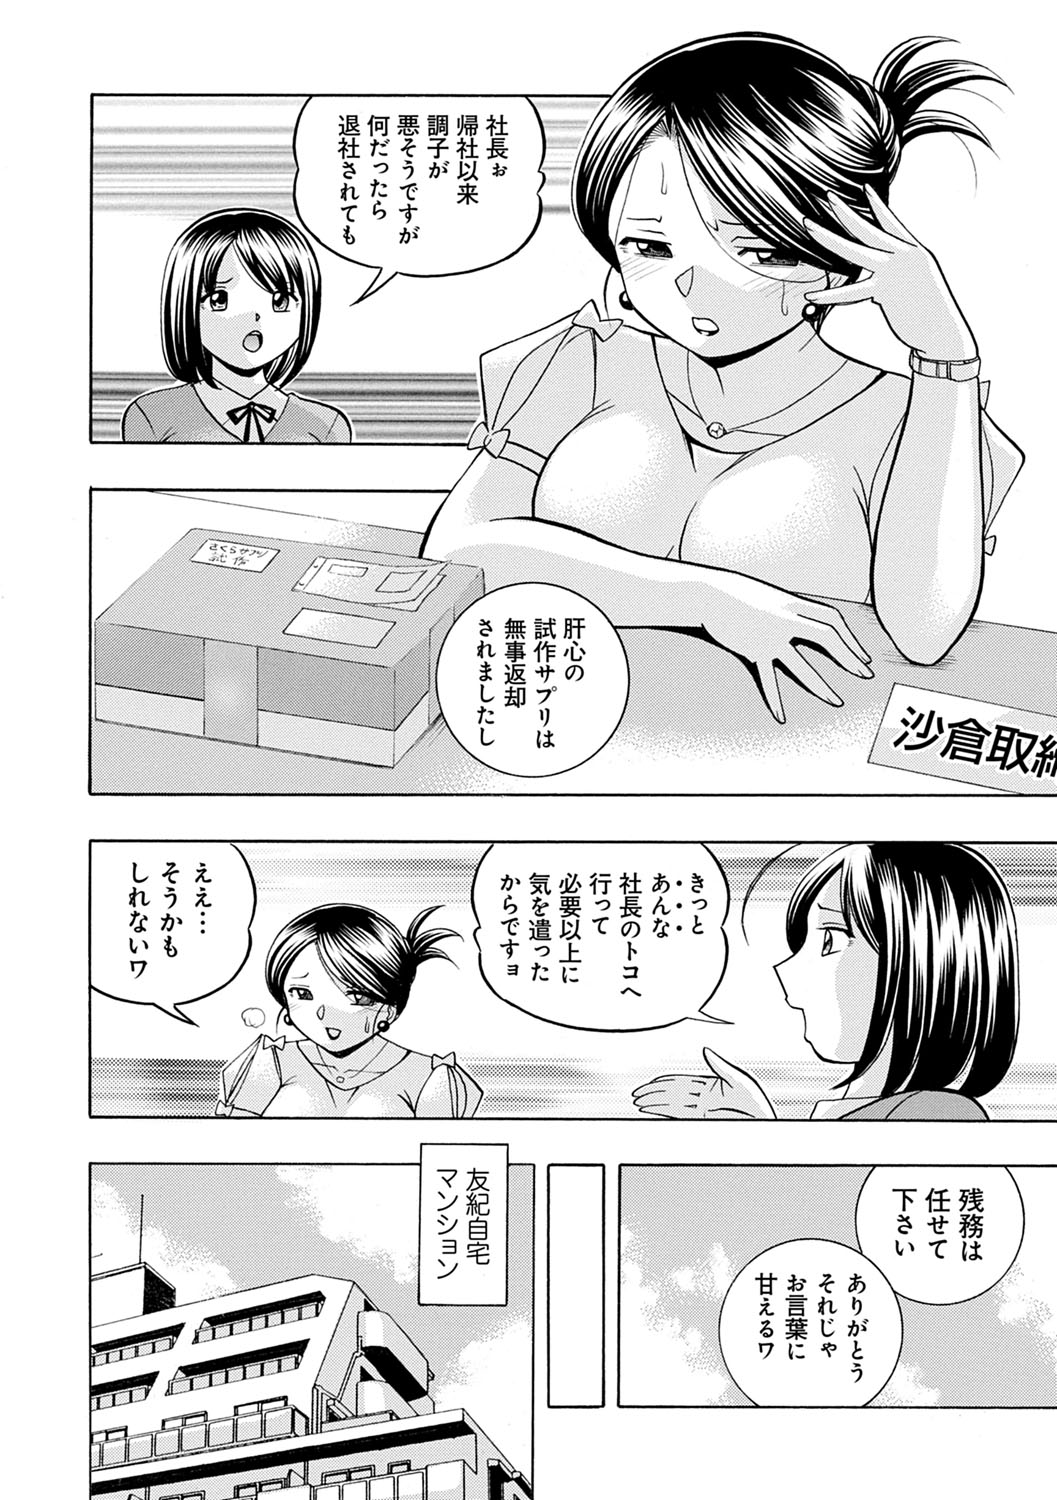 社長ぉ
帰社以来
調子が
悪そうですが
何だったら
退社されても
さくらサプリ
試作
肝心の
試作サプリは
無事返却
されましたし
沙倉取締
きっと
あんな
社長のトコへ
行って
必要以上に
気を遣った
からですョ
ええ…
そうかも
しれないワ
残務は
任せて
下さい
ありがとう
それじゃ
お言葉に
甘えるワ
友紀自宅
マンション